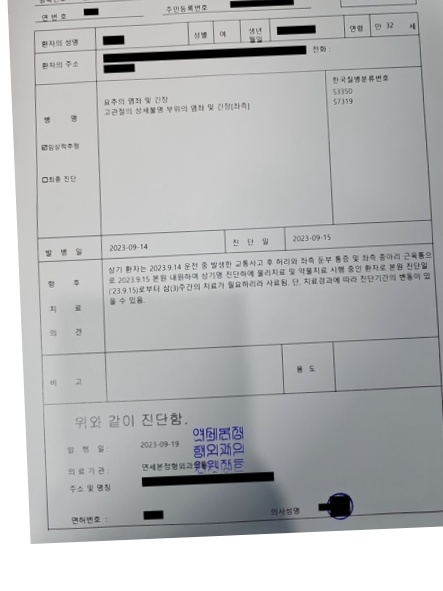 연 번 호
주민등록번호
환자의 성명 성별 여 생년월일 연령 만 32 세
환자의 주소 전화 :
병 명
요추의 염좌 및 긴장
고관절의 상세불명 부위의 염좌 및 긴장(좌측)
한국질병분류번호
S3350
S7319
☑임상적추정
☐최종 진단
발 병 일 2023-09-14 진 단 일 2023-09-15
향 후 치 료 의 견
상기 환자는 2023.9.14 운전 중 발생한 교통사고 후 허리와 좌측 둔부 통증 및 좌측 종아리 근육통으
로 2023.9.15 본원 내원하여 상기명 진단하에 물리치료 및 약물치료 시행 중인 환자로 본원 진단일
('23.9.15)로부터 삼(3)주간의 치료가 필요하리라 사료됨. 단, 치료경과에 따라 진단기간의 변동이 있
을 수 있음.
비 고 용 도
위와 같이 진단함.
발 행 일 : 2023-09-19
의료기관 : 연세본정형외과의원
주소 및 명칭
면허번호 : 의사성명